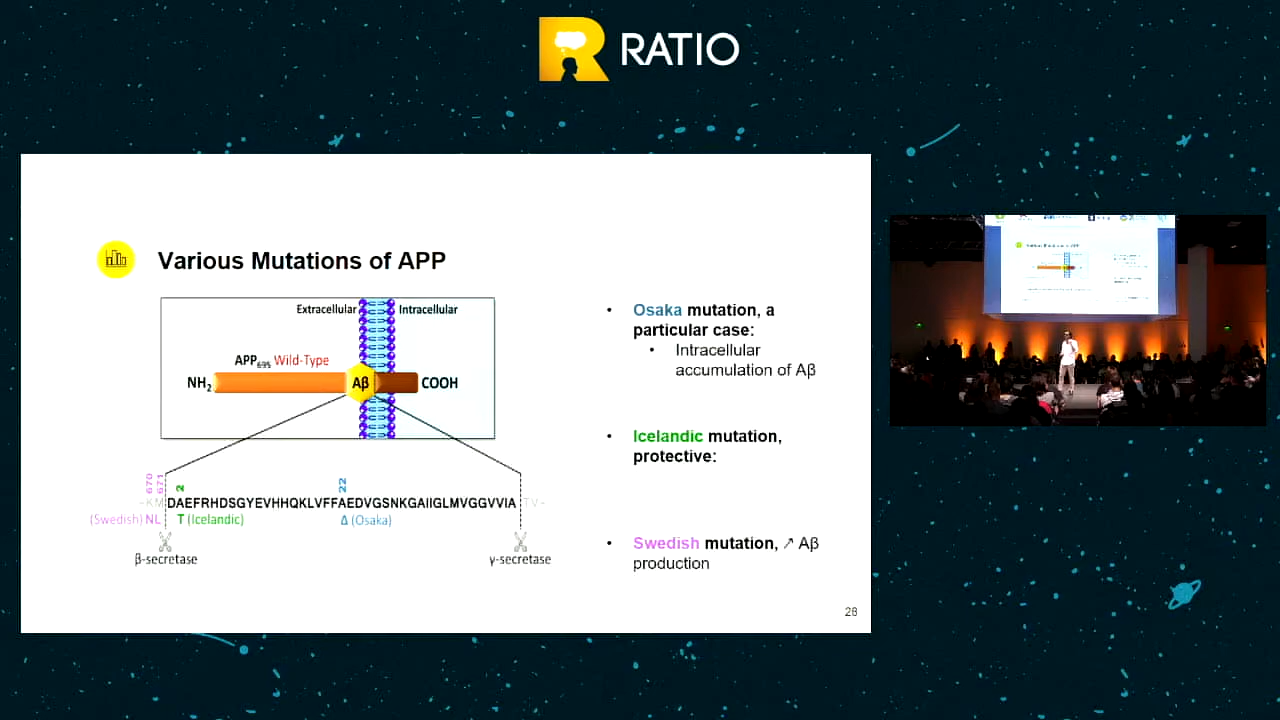 RATIO
Various Mutations of APP
Extracellular
Intracellular
APP695 Wild-Type
NH2
Aβ
COOH
670
671
2
22
-KM
DAEFRHDSGYEVHHQKLVFFAEDVGSNKGAIIGLMVGGVVIA
TV-
(Swedish) NL
T (Icelandic)
Δ (Osaka)
β-secretase
γ-secretase
• Osaka mutation, a
particular case:
• Intracellular
accumulation of Aβ
• Icelandic mutation,
protective:
• Swedish mutation, ↗ Aβ
production
28